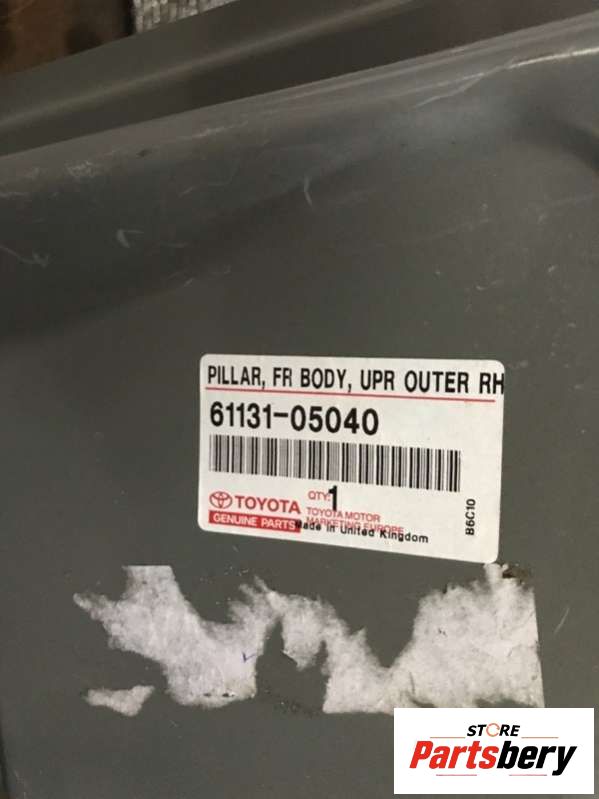 PILLAR, FR BODY, UPR OUTER RH
61131-05040
TOYOTA
GENUINE PARTS
QTY.
1
TOYOTA MOTOR
MARKETING EUROPE
Made in United Kingdom
B6C10
STORE
Partsbery